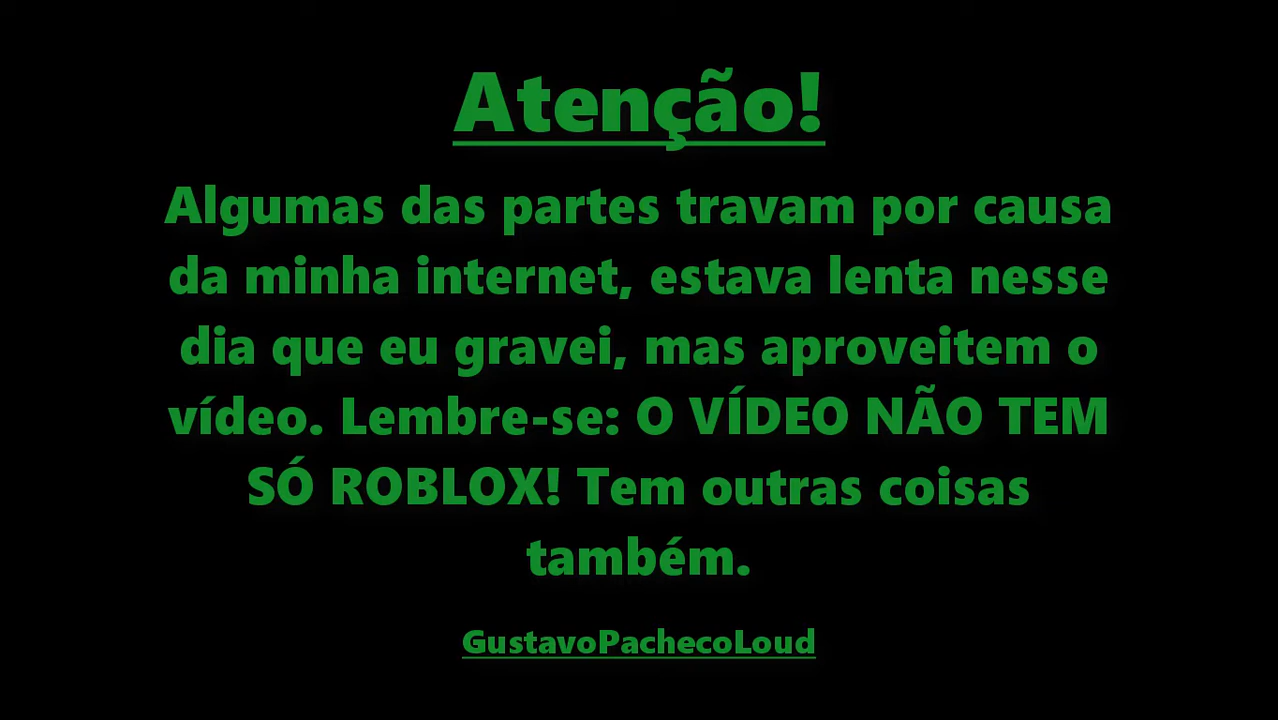 Atenção!
Algumas das partes travam por causa
da minha internet, estava lenta nesse
dia que eu gravei, mas aproveitem o
vídeo. Lembre-se: O VÍDEO NÃO TEM
SÓ ROBLOX! Tem outras coisas
também.
GustavoPachecoLoud